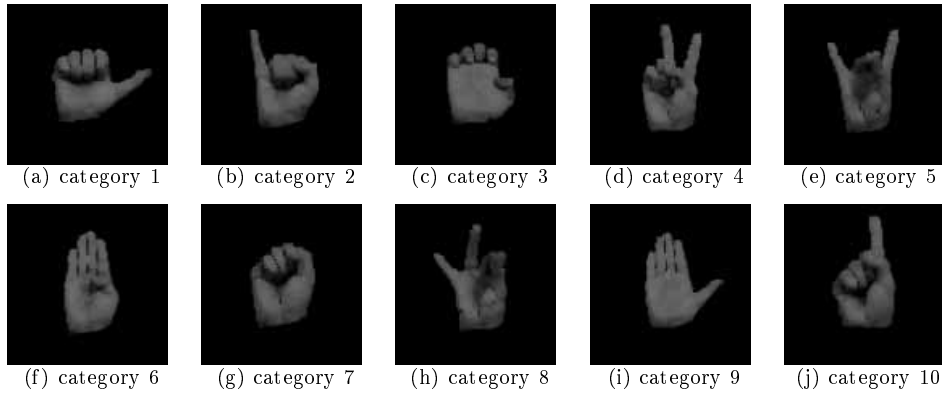 (a) category 1
(b) category 2
(c) category 3
(d) category 4
(e) category 5
(f) category 6
(g) category 7
(h) category 8
(i) category 9
(j) category 10